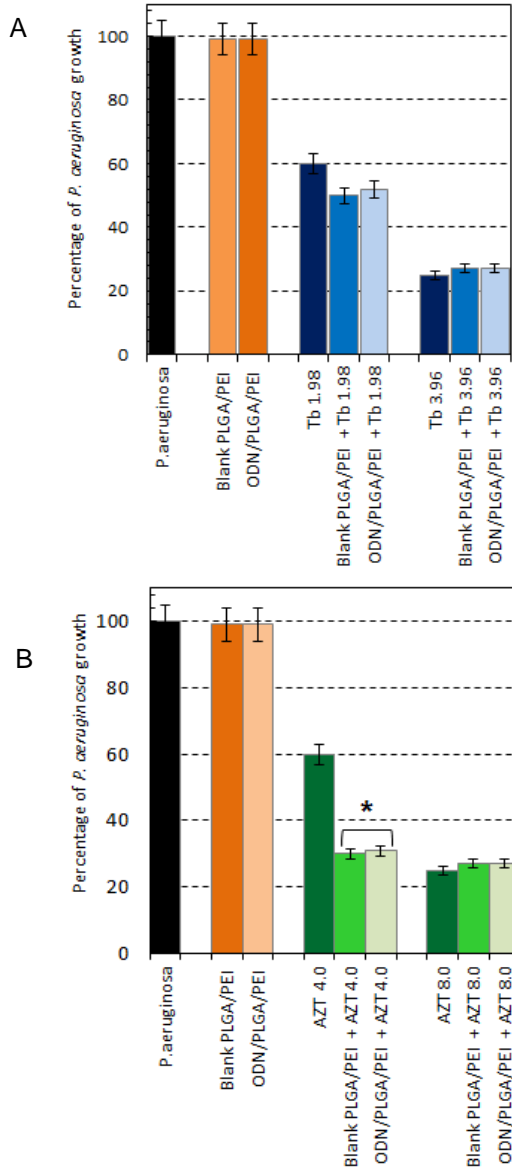 A
Percentage of P. aeruginosa growth
100
80
60
40
20
0
P.aeruginosa
Blank PLGA/PEI
ODN/PLGA/PEI
Tb 1.98
Blank PLGA/PEI + Tb 1.98
ODN/PLGA/PEI + Tb 1.98
Tb 3.96
Blank PLGA/PEI + Tb 3.96
ODN/PLGA/PEI + Tb 3.96
B
Percentage of P. aeruginosa growth
100
80
60
40
20
0
*
P.aeruginosa
Blank PLGA/PEI
ODN/PLGA/PEI
AZT 4.0
Blank PLGA/PEI + AZT 4.0
ODN/PLGA/PEI + AZT 4.0
AZT 8.0
Blank PLGA/PEI + AZT 8.0
ODN/PLGA/PEI + AZT 8.0